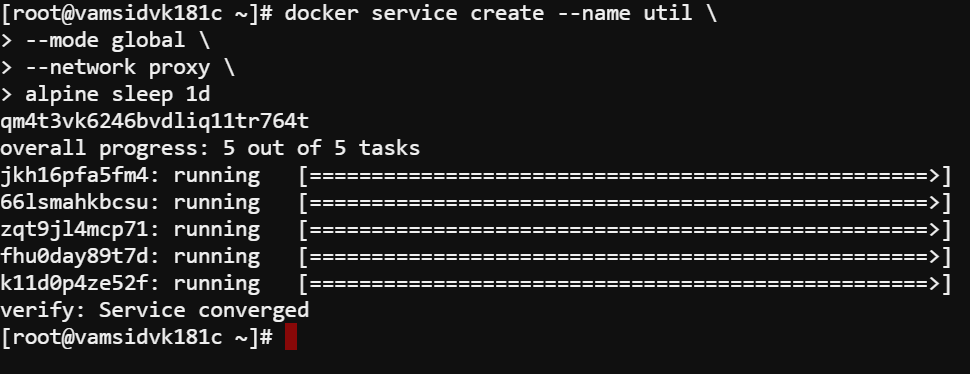 [root@vamsidvk181c ~]# docker service create --name util \
> --mode global \
> --network proxy \
> alpine sleep 1d
qm4t3vk6246bvdliq11tr764t
overall progress: 5 out of 5 tasks
jkh16pfa5fm4: running   [==================================================>]
66lsmahkbcsu: running   [==================================================>]
zqt9jl4mcp71: running   [==================================================>]
fhu0day89t7d: running   [==================================================>]
k11d0p4ze52f: running   [==================================================>]
verify: Service converged
[root@vamsidvk181c ~]#